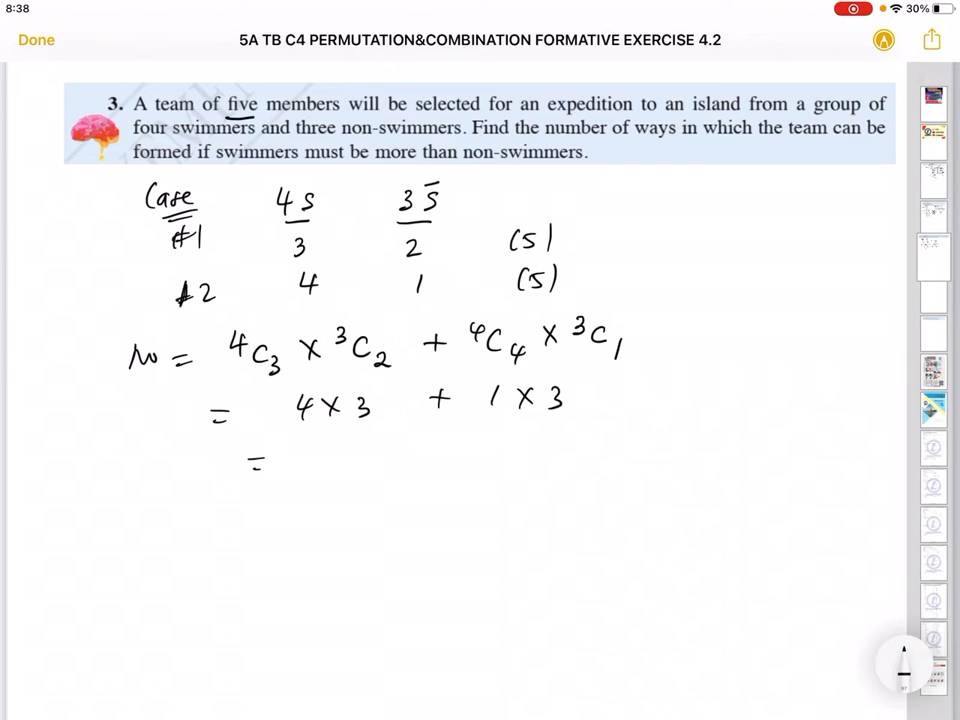 8:38
30%
Done
5A TB C4 PERMUTATION&COMBINATION FORMATIVE EXERCISE 4.2
3. A team of five members will be selected for an expedition to an island from a group of
four swimmers and three non-swimmers. Find the number of ways in which the team can be
formed if swimmers must be more than non-swimmers.
Case 4S 3S̅
#1 3 2 (5)
#2 4 1 (5)
No = ⁴C₃ × ³C₂ + ⁴C₄ × ³C₁
= 4 × 3 + 1 × 3
=
97